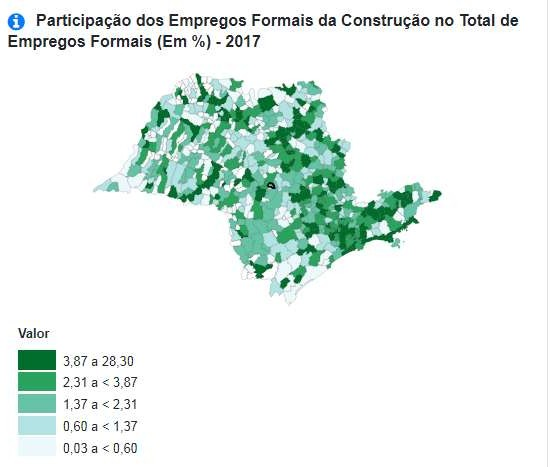 Participação dos Empregos Formais da Construção no Total de
Empregos Formais (Em %) - 2017
Valor
3,87 a 28,30
2,31 a < 3,87
1,37 a < 2,31
0,60 a < 1,37
0,03 a < 0,60